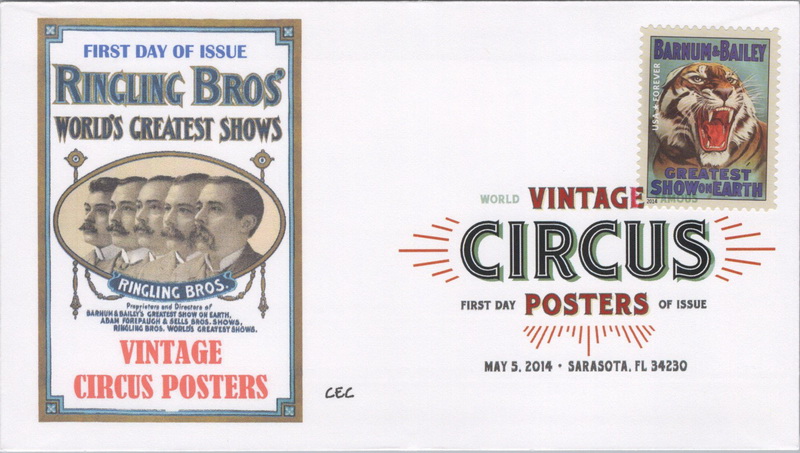 FIRST DAY OF ISSUE
RINGLING BROS'
WORLD'S GREATEST SHOWS
RINGLING BROS.
Proprietors and Directors of
BARNUM & BAILEY'S GREATEST SHOW ON EARTH,
ADAM FOREPAUGH & SELLS BROS. SHOWS,
RINGLING BROS. WORLD'S GREATEST SHOWS.
VINTAGE
CIRCUS POSTERS
CEC
BARNUM & BAILEY
USA FOREVER
GREATEST
SHOW ON EARTH
2014
WORLD VINTAGE FAMOUS
CIRCUS
FIRST DAY POSTERS OF ISSUE
MAY 5, 2014 • SARASOTA, FL 34230